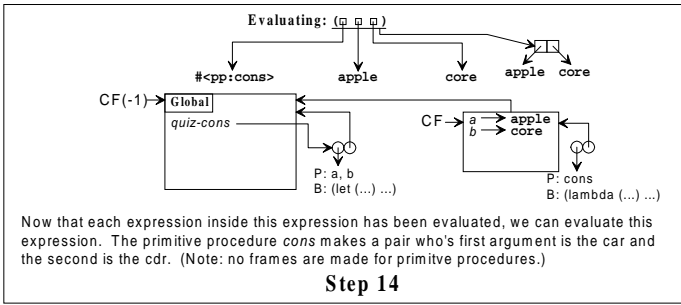 Evaluating: ( )
#<pp:cons> apple core apple core
CF(-1) Global
quiz-cons
CF a apple
b core
P: a, b
B: (let (...) ...)
P: cons
B: (lambda (...) ...)
Now that each expression inside this expression has been evaluated, we can evaluate this
expression. The primitive procedure cons makes a pair who's first argument is the car and
the second is the cdr. (Note: no frames are made for primitve procedures.)
Step 14